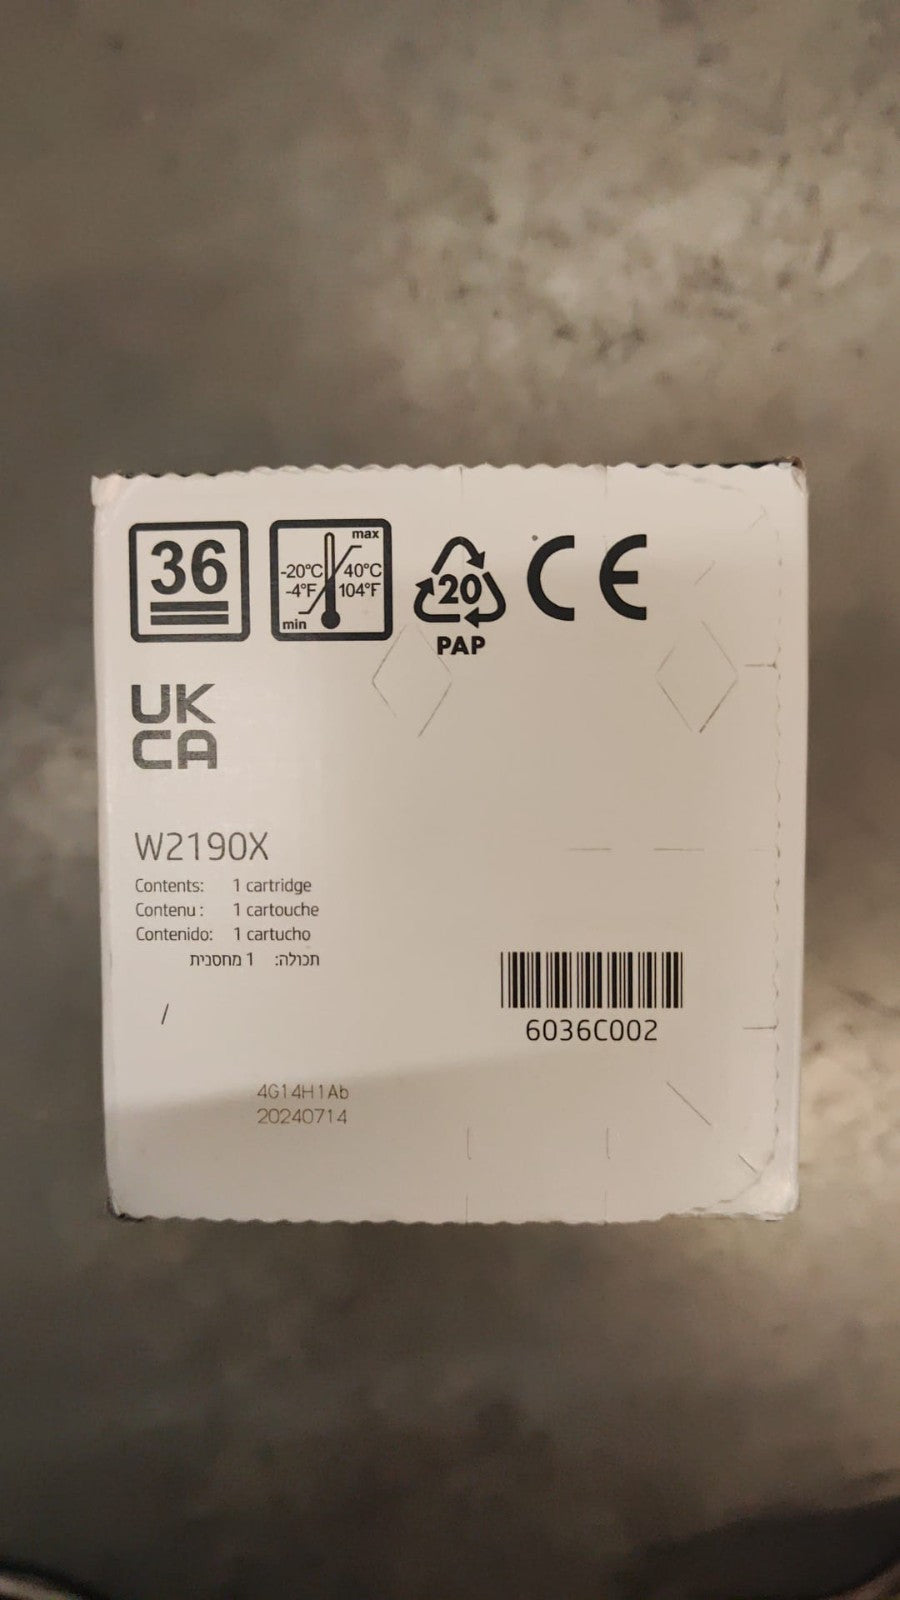 36
max
-20°C 40°C
-4°F 104°F
min
20
PAP
CE
UK
CA
W2190X
Contents: 1 cartridge
Contenu : 1 cartouche
Contenido: 1 cartucho
תכולה: 1 מחסנית
6036C002
4G14H1Ab
20240714